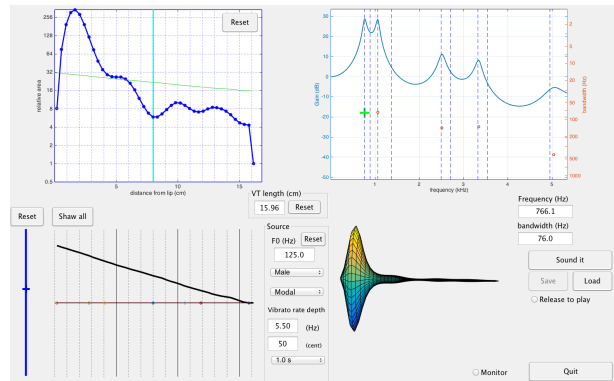 256
128
64
32
16
8
4
2
1
0.5
relative area
Reset
5
10
15
distance from lip (cm)
30
20
10
0
-10
-20
-30
-40
-50
Gain (dB)
2
5
10
20
50
100
200
500
1000
bandwidth (Hz)
1
2
3
4
5
frequency (kHz)
VT length (cm)
15.96
Reset
Frequency (Hz)
766.1
bandwidth (Hz)
76.0
Reset
Shaw all
Source
F0 (Hz)
Reset
125.0
Male
Modal
Vibrato rate depth
5.50
(Hz)
50
(cent)
1.0 s
Sound it
Save
Load
Release to play
Monitor
Quit